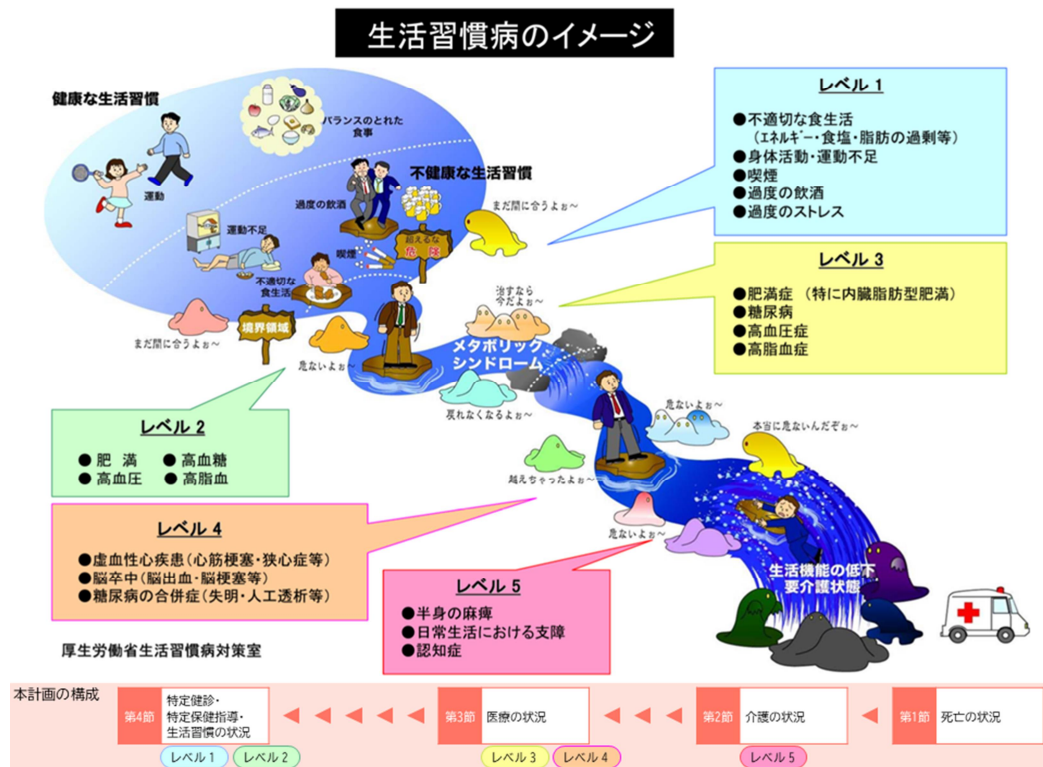 生活習慣病のイメージ
健康な生活習慣
バランスのとれた
食事
運動
不健康な生活習慣
過度の飲酒
運動不足
喫煙
超えるな
危険
不適切な
食生活
境界領域
まだ間に合うよぉ～
まだ間に合うよぉ～
危ないよぉ～
治すなら
今だよぉ～
メタボリック
シンドローム
戻れなくなるよぉ～
危ないよぉ～
本当に危ないんだぞぉ～
越えちゃったよぉ～
危ないよぉ～
生活機能の低下
要介護状態
レベル 1
●不適切な食生活
（エネルギー・食塩・脂肪の過剰等）
●身体活動・運動不足
●喫煙
●過度の飲酒
●過度のストレス
レベル 3
●肥満症 （特に内臓脂肪型肥満）
●糖尿病
●高血圧症
●高脂血症
レベル 2
● 肥 満 ● 高血糖
● 高血圧 ● 高脂血
レベル 4
●虚血性心疾患（心筋梗塞・狭心症等）
●脳卒中（脳出血・脳梗塞等）
●糖尿病の合併症（失明・人工透析等）
レベル 5
●半身の麻痺
●日常生活における支障
●認知症
厚生労働省生活習慣病対策室
本計画の構成
第4節
特定健診・
特定保健指導・
生活習慣の状況
第3節 医療の状況
第2節 介護の状況
第1節 死亡の状況
レベル 1 レベル 2 レベル 3 レベル 4 レベル 5